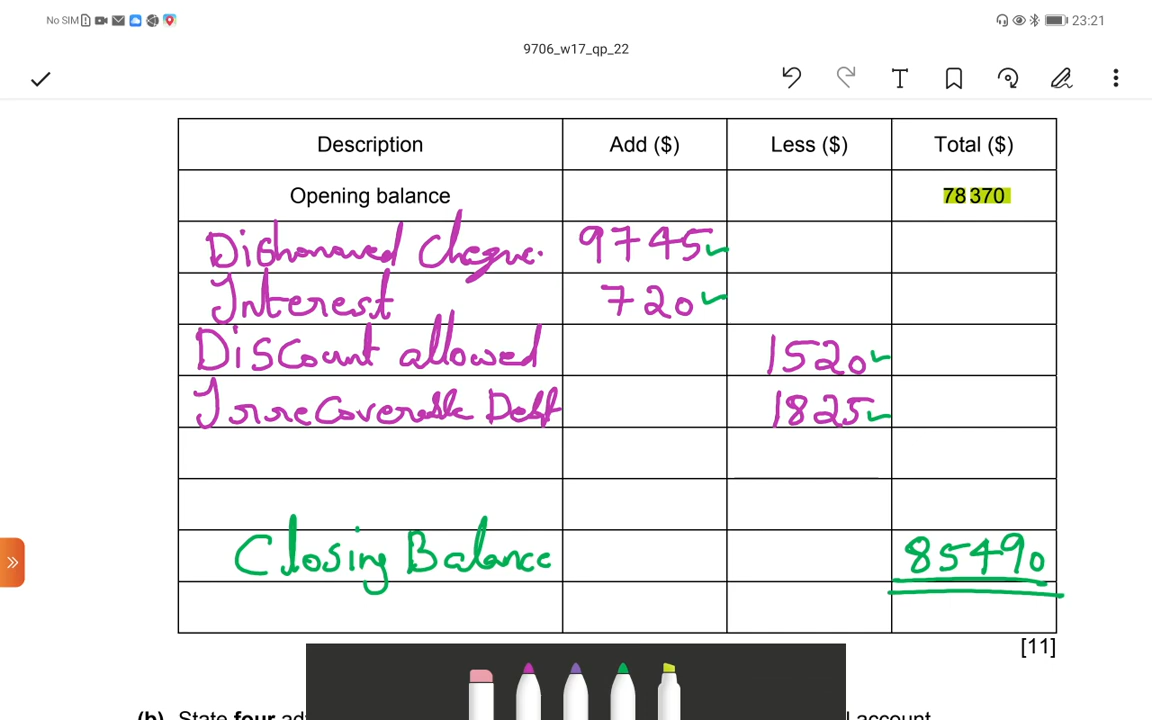 No SIM 23:21
9706_w17_qp_22
Description Add ($) Less ($) Total ($)
Opening balance 78 370
Dishonoured Cheque. 9745
Interest 720
Discount allowed 1520
Irrecoverable Debt 1825
Closing Balance 85490
[11]
(b) State four ad
l account